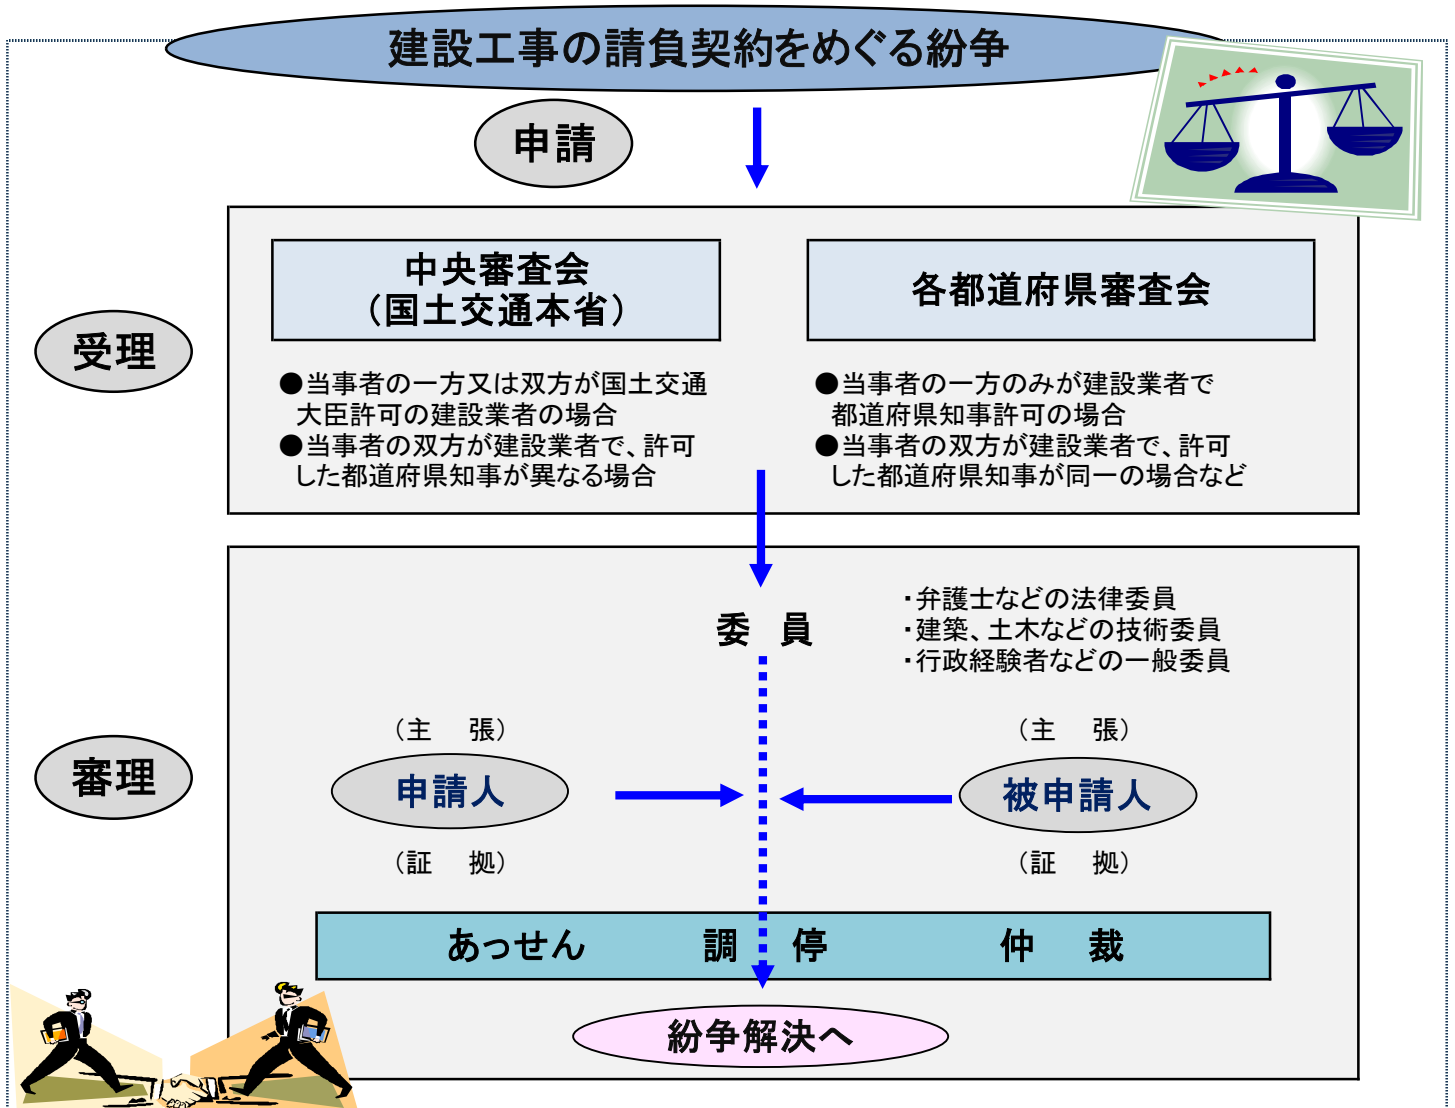 建設工事の請負契約をめぐる紛争
申請
受理
中央審査会
（国土交通本省）
●当事者の一方又は双方が国土交通
大臣許可の建設業者の場合
●当事者の双方が建設業者で、許可
した都道府県知事が異なる場合
各都道府県審査会
●当事者の一方のみが建設業者で
都道府県知事許可の場合
●当事者の双方が建設業者で、許可
した都道府県知事が同一の場合など
審理
委　員
・弁護士などの法律委員
・建築、土木などの技術委員
・行政経験者などの一般委員
（主　張）
申請人
（証　拠）
（主　張）
被申請人
（証　拠）
あっせん　調　停　仲　裁
紛争解決へ